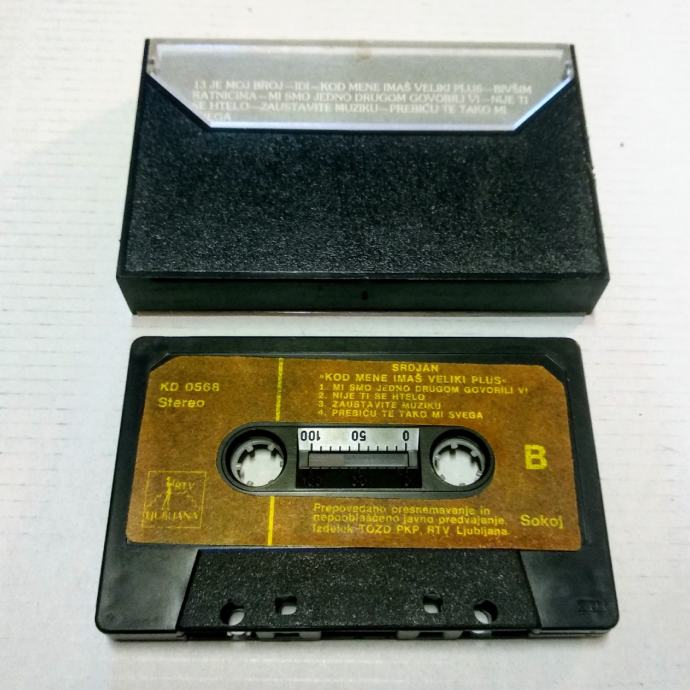 13 JE MOJ BROJ—IDI—KOD MENE IMAŠ VELIKI PLUS—BIVŠIM
RATNICIMA—MI SMO JEDNO DRUGOM GOVORILI VI—NIJE TI
SE HTELO—ZAUSTAVITE MUZIKU—PREBIĆU TE TAKO MI
SVEGA
KD 0568
Stereo
SRDJAN
»KOD MENE IMAŠ VELIKI PLUS«
1. MI SMO JEDNO DRUGOM GOVORILI VI
2. NIJE TI SE HTELO
3. ZAUSTAVITE MUZIKU
4. PREBIĆU TE TAKO MI SVEGA
100 50 0
B
RTV
LJUBLJANA
Prepovedano presnemavanje in
nepooblaščeno javno predvajanje.
Izdelek TOZD PKP, RTV Ljubljana
Sokoj